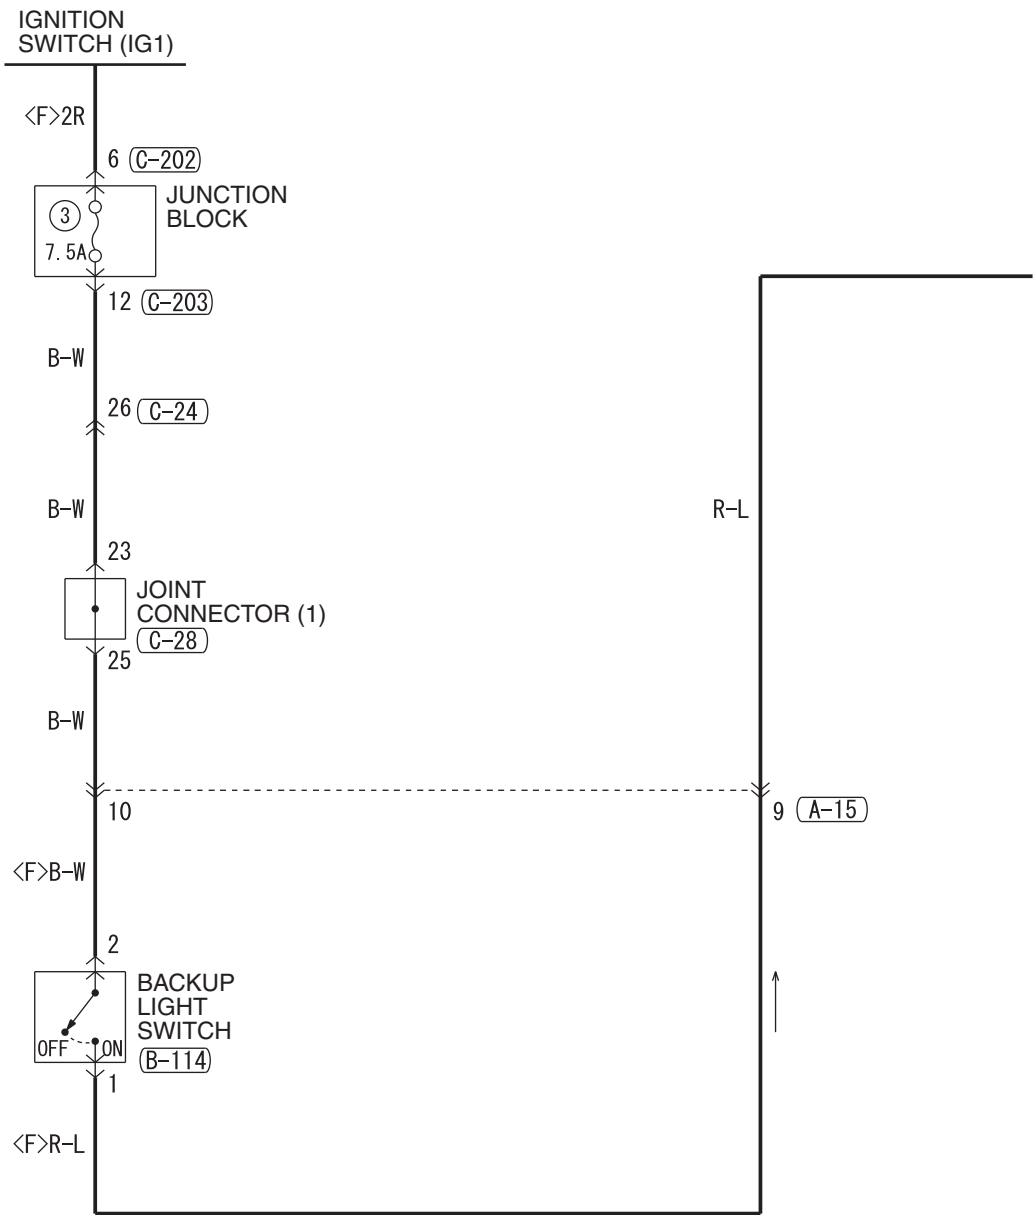 IGNITION
SWITCH (IG1)
<F>2R
6 C-202
JUNCTION
BLOCK
3
7.5A
12 C-203
B-W
26 C-24
B-W
R-L
23
JOINT
CONNECTOR (1)
C-28
25
B-W
10
9 A-15
<F>B-W
2
BACKUP
LIGHT
SWITCH
OFF ON
B-114
1
<F>R-L